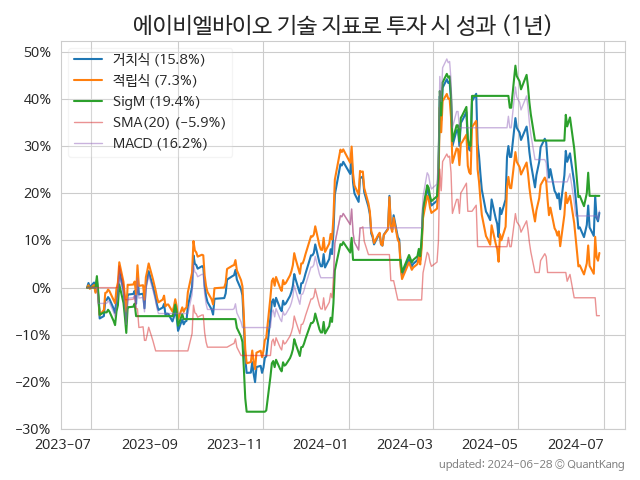 에이비엘바이오 기술 지표로 투자 시 성과 (1년)
50%
40%
30%
20%
10%
0%
−10%
−20%
−30%
거치식 (15.8%)
적립식 (7.3%)
SigM (19.4%)
SMA(20) (−5.9%)
MACD (16.2%)
2023-07
2023-09
2023-11
2024-01
2024-03
2024-05
2024-07
updated: 2024-06-28 © QuantKang